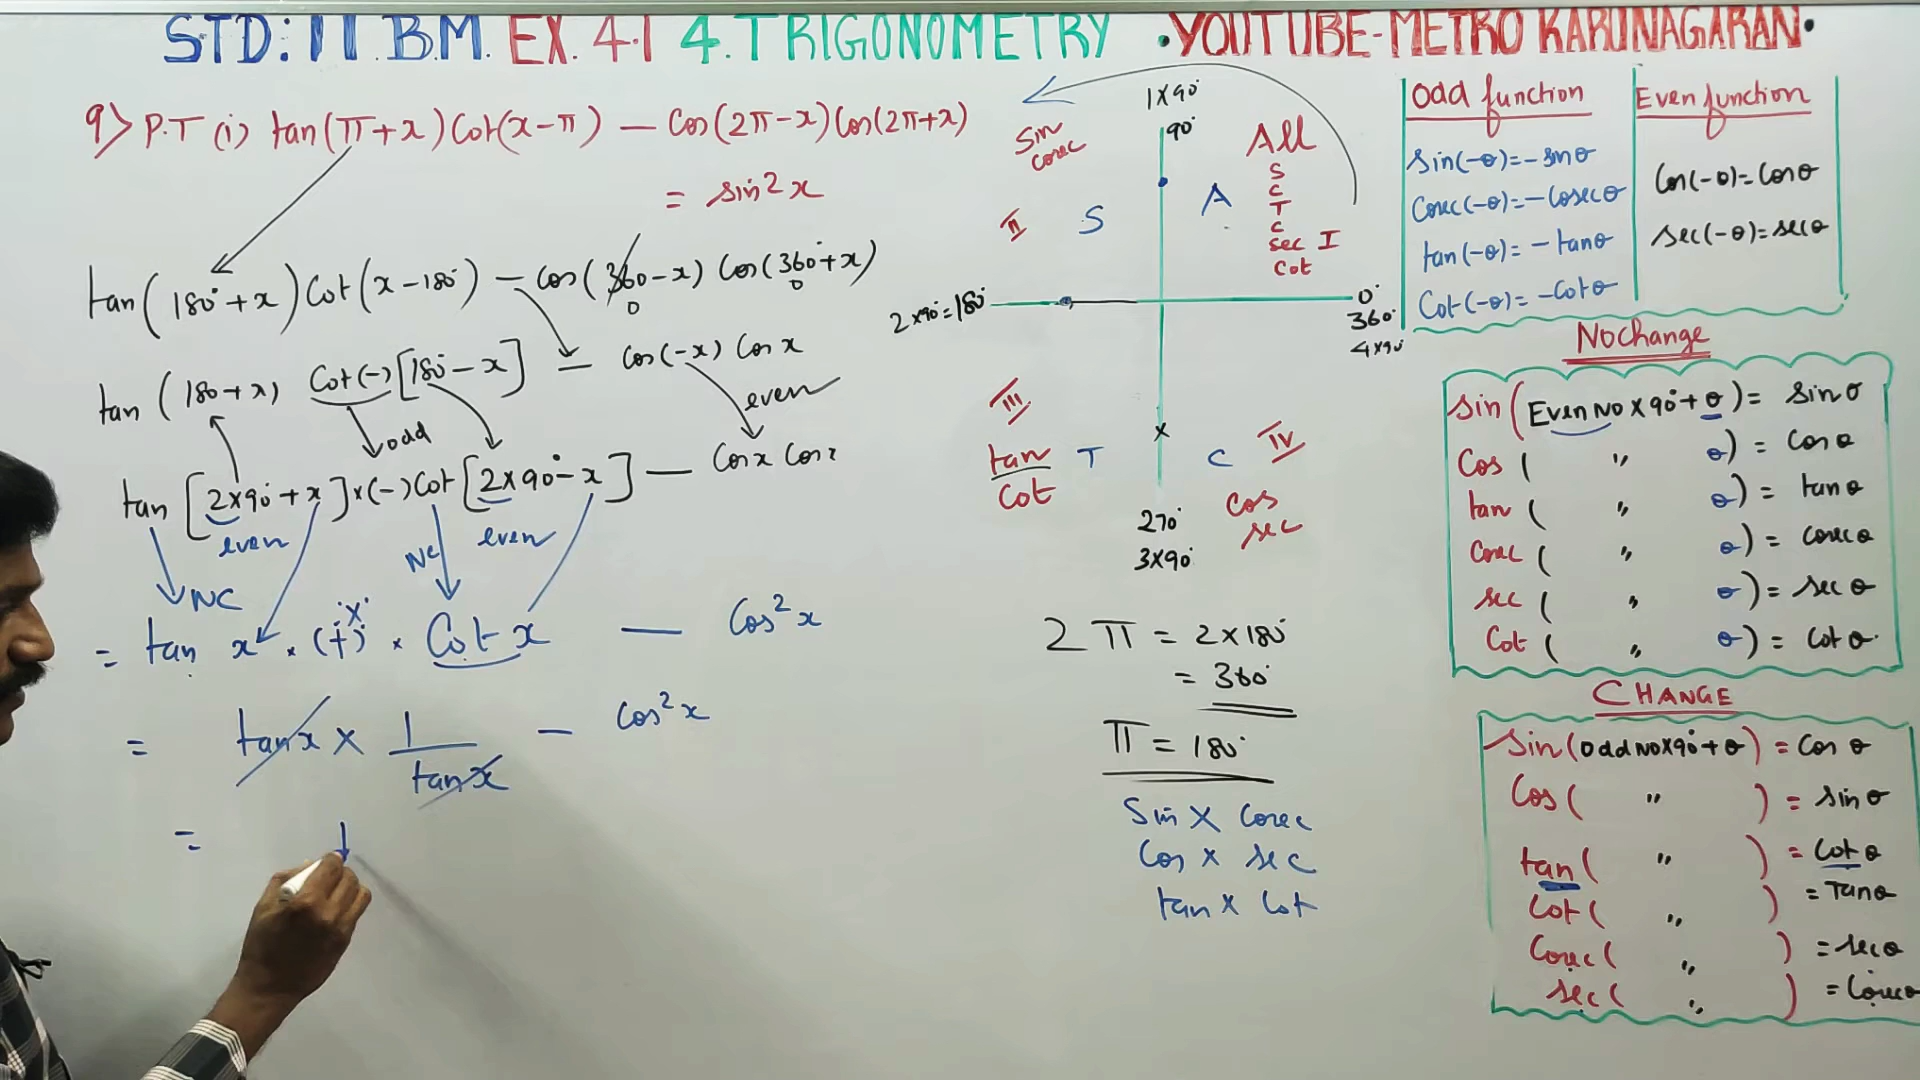 STD: 11 B.M. EX. 4.1 4. TRIGONOMETRY • YOUTUBE-METRO KARUNAGARAN •
9) P.T (i) tan(π+x) Cot(x-π) — Cos(2π-x) Cos(2π+x)
= sin²x
tan(180°+x) Cot(x-180°) — Cos(360-x) Cos(360°+x)
0 0
tan(180+x) Cot(-)[180-x] — Cos(-x) Cos x
odd even
tan[2×90+x]×(-)Cot[2×90°-x] — Cos x Cos x
even NC even
NC
= tan x × (+) × Cot x — Cos²x
= tan x × 1/tan x — Cos²x
= 1
1×90°
90°
Sin
Cosec
All
S
C
T
C
sec I
Cot
II S A
2×90=180° 0°
360°
4×90
III IV
tan T C
Cot
Cos
sec
270°
3×90°
2π = 2×180°
= 360°
π = 180°
Sin × Cosec
Cos × sec
tan × Cot
Odd function
Sin(-θ)=-sinθ
Cosec(-θ)=-Cosecθ
tan(-θ)=-tanθ
Cot(-θ)=-Cotθ
Even function
Cos(-θ)=Cosθ
sec(-θ)=secθ
No change
Sin(Even No×90°+θ)= sinθ
Cos( " θ)= Cosθ
tan( " θ)= tanθ
Cosec( " θ)= Cosecθ
sec( " θ)= secθ
Cot( " θ)= Cotθ
CHANGE
Sin(odd No×90°+θ)= Cosθ
Cos( " )= sinθ
tan( " )= Cotθ
Cot( " )= Tanθ
Cosec( " )= secθ
sec( " )= Cosecθ